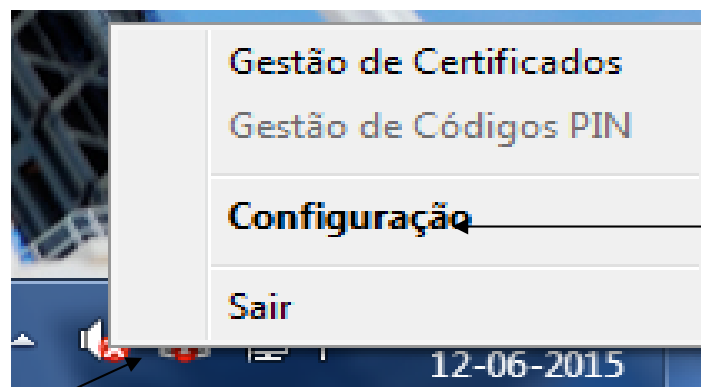 Gestão de Certificados
Gestão de Códigos PIN
Configuração
Sair
12-06-2015